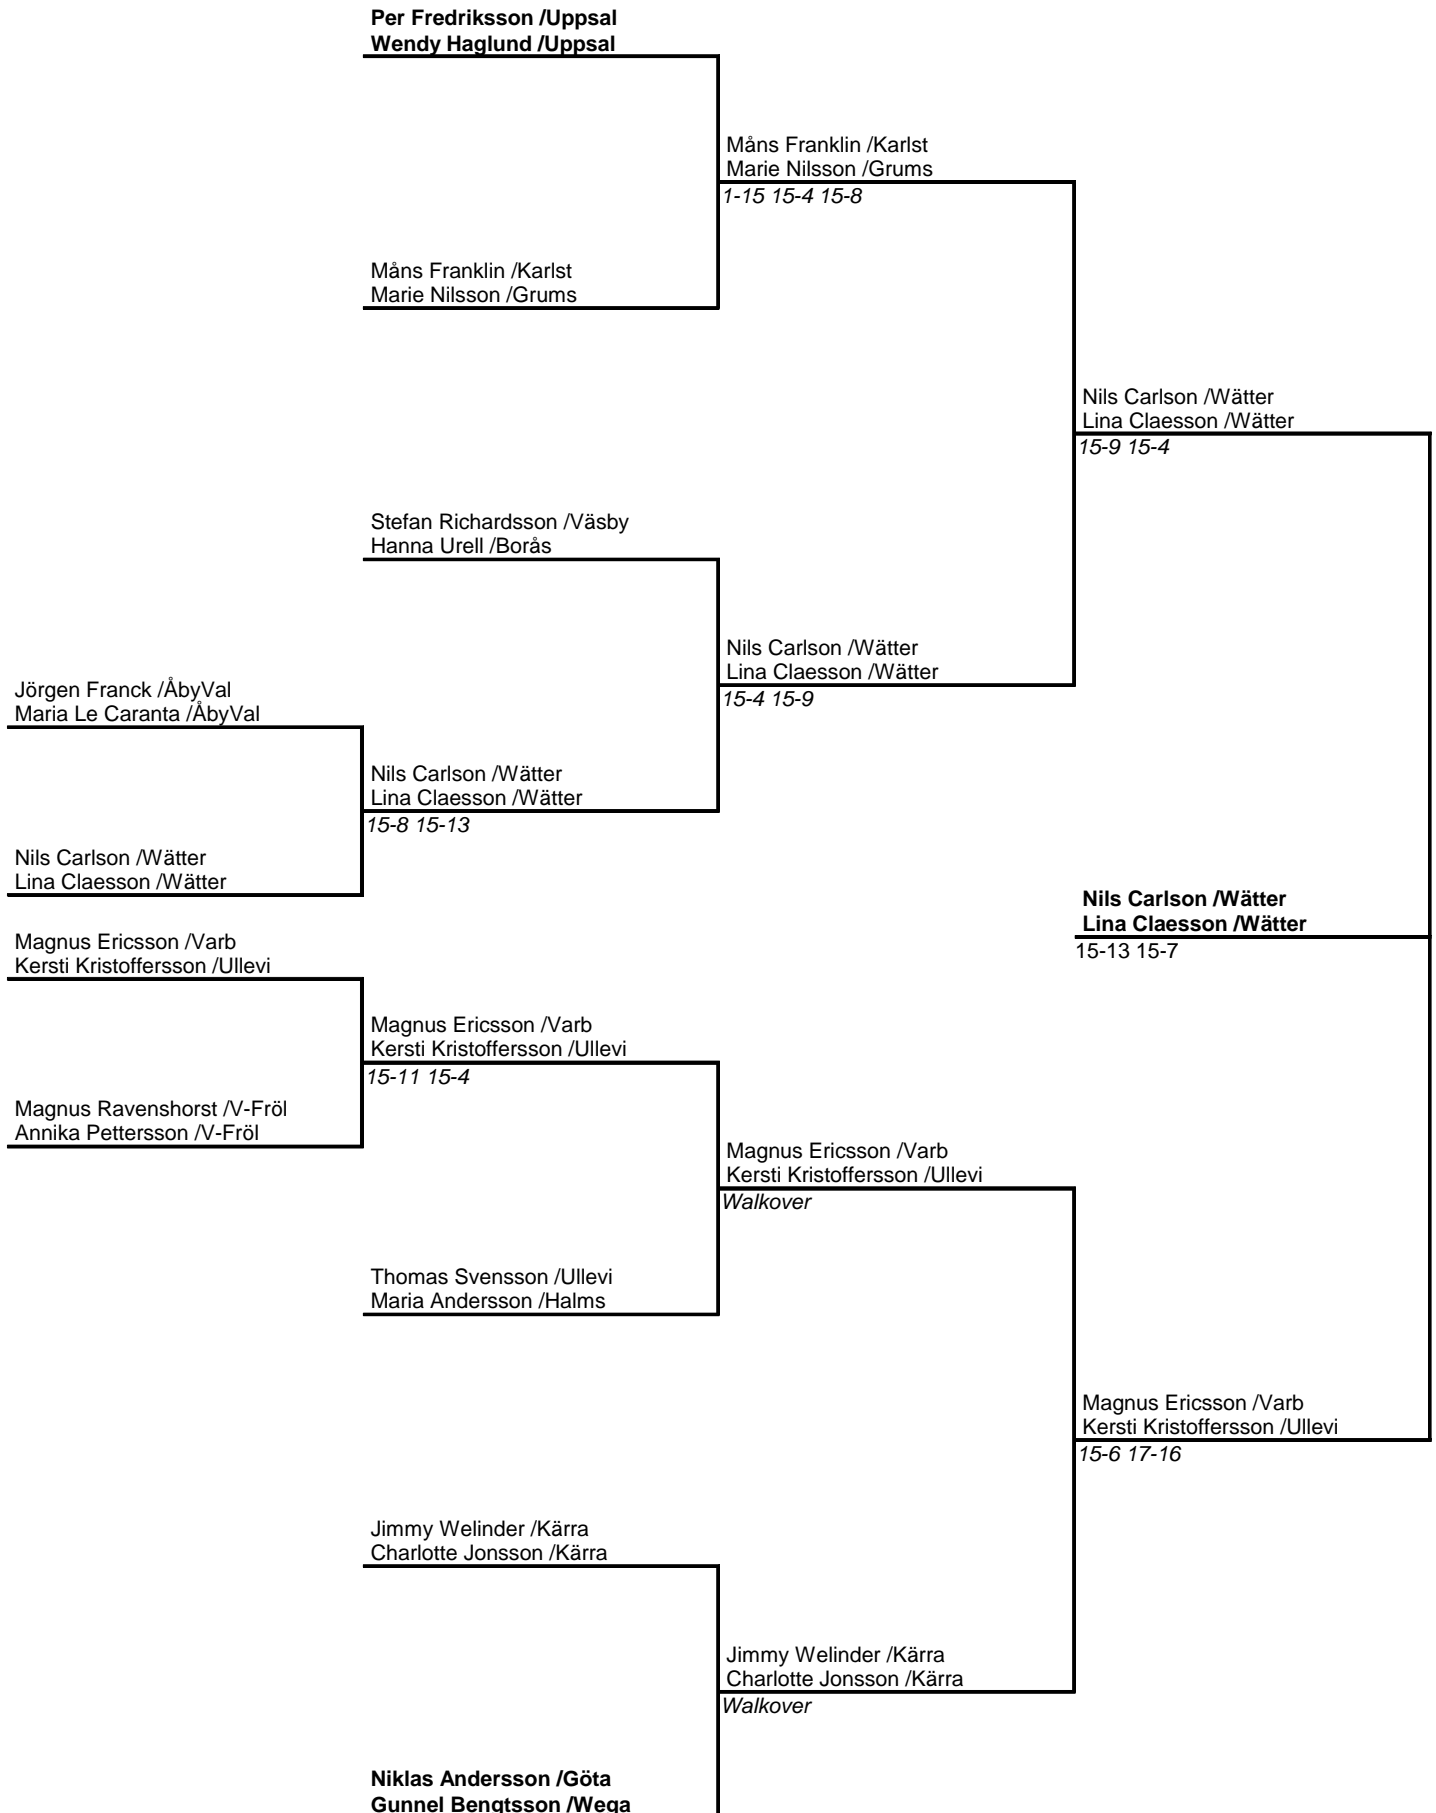 Per Fredriksson /Uppsal
Wendy Haglund /Uppsal
Måns Franklin /Karlst
Marie Nilsson /Grums
1-15 15-4 15-8
Måns Franklin /Karlst
Marie Nilsson /Grums
Nils Carlson /Wätter
Lina Claesson /Wätter
15-9 15-4
Stefan Richardsson /Väsby
Hanna Urell /Borås
Nils Carlson /Wätter
Lina Claesson /Wätter
15-4 15-9
Jörgen Franck /ÅbyVal
Maria Le Caranta /ÅbyVal
Nils Carlson /Wätter
Lina Claesson /Wätter
15-8 15-13
Nils Carlson /Wätter
Lina Claesson /Wätter
Nils Carlson /Wätter
Lina Claesson /Wätter
15-13 15-7
Magnus Ericsson /Varb
Kersti Kristoffersson /Ullevi
Magnus Ericsson /Varb
Kersti Kristoffersson /Ullevi
15-11 15-4
Magnus Ravenshorst /V-Fröl
Annika Pettersson /V-Fröl
Magnus Ericsson /Varb
Kersti Kristoffersson /Ullevi
Walkover
Thomas Svensson /Ullevi
Maria Andersson /Halms
Magnus Ericsson /Varb
Kersti Kristoffersson /Ullevi
15-6 17-16
Jimmy Welinder /Kärra
Charlotte Jonsson /Kärra
Jimmy Welinder /Kärra
Charlotte Jonsson /Kärra
Walkover
Niklas Andersson /Göta
Gunnel Bengtsson /Wega